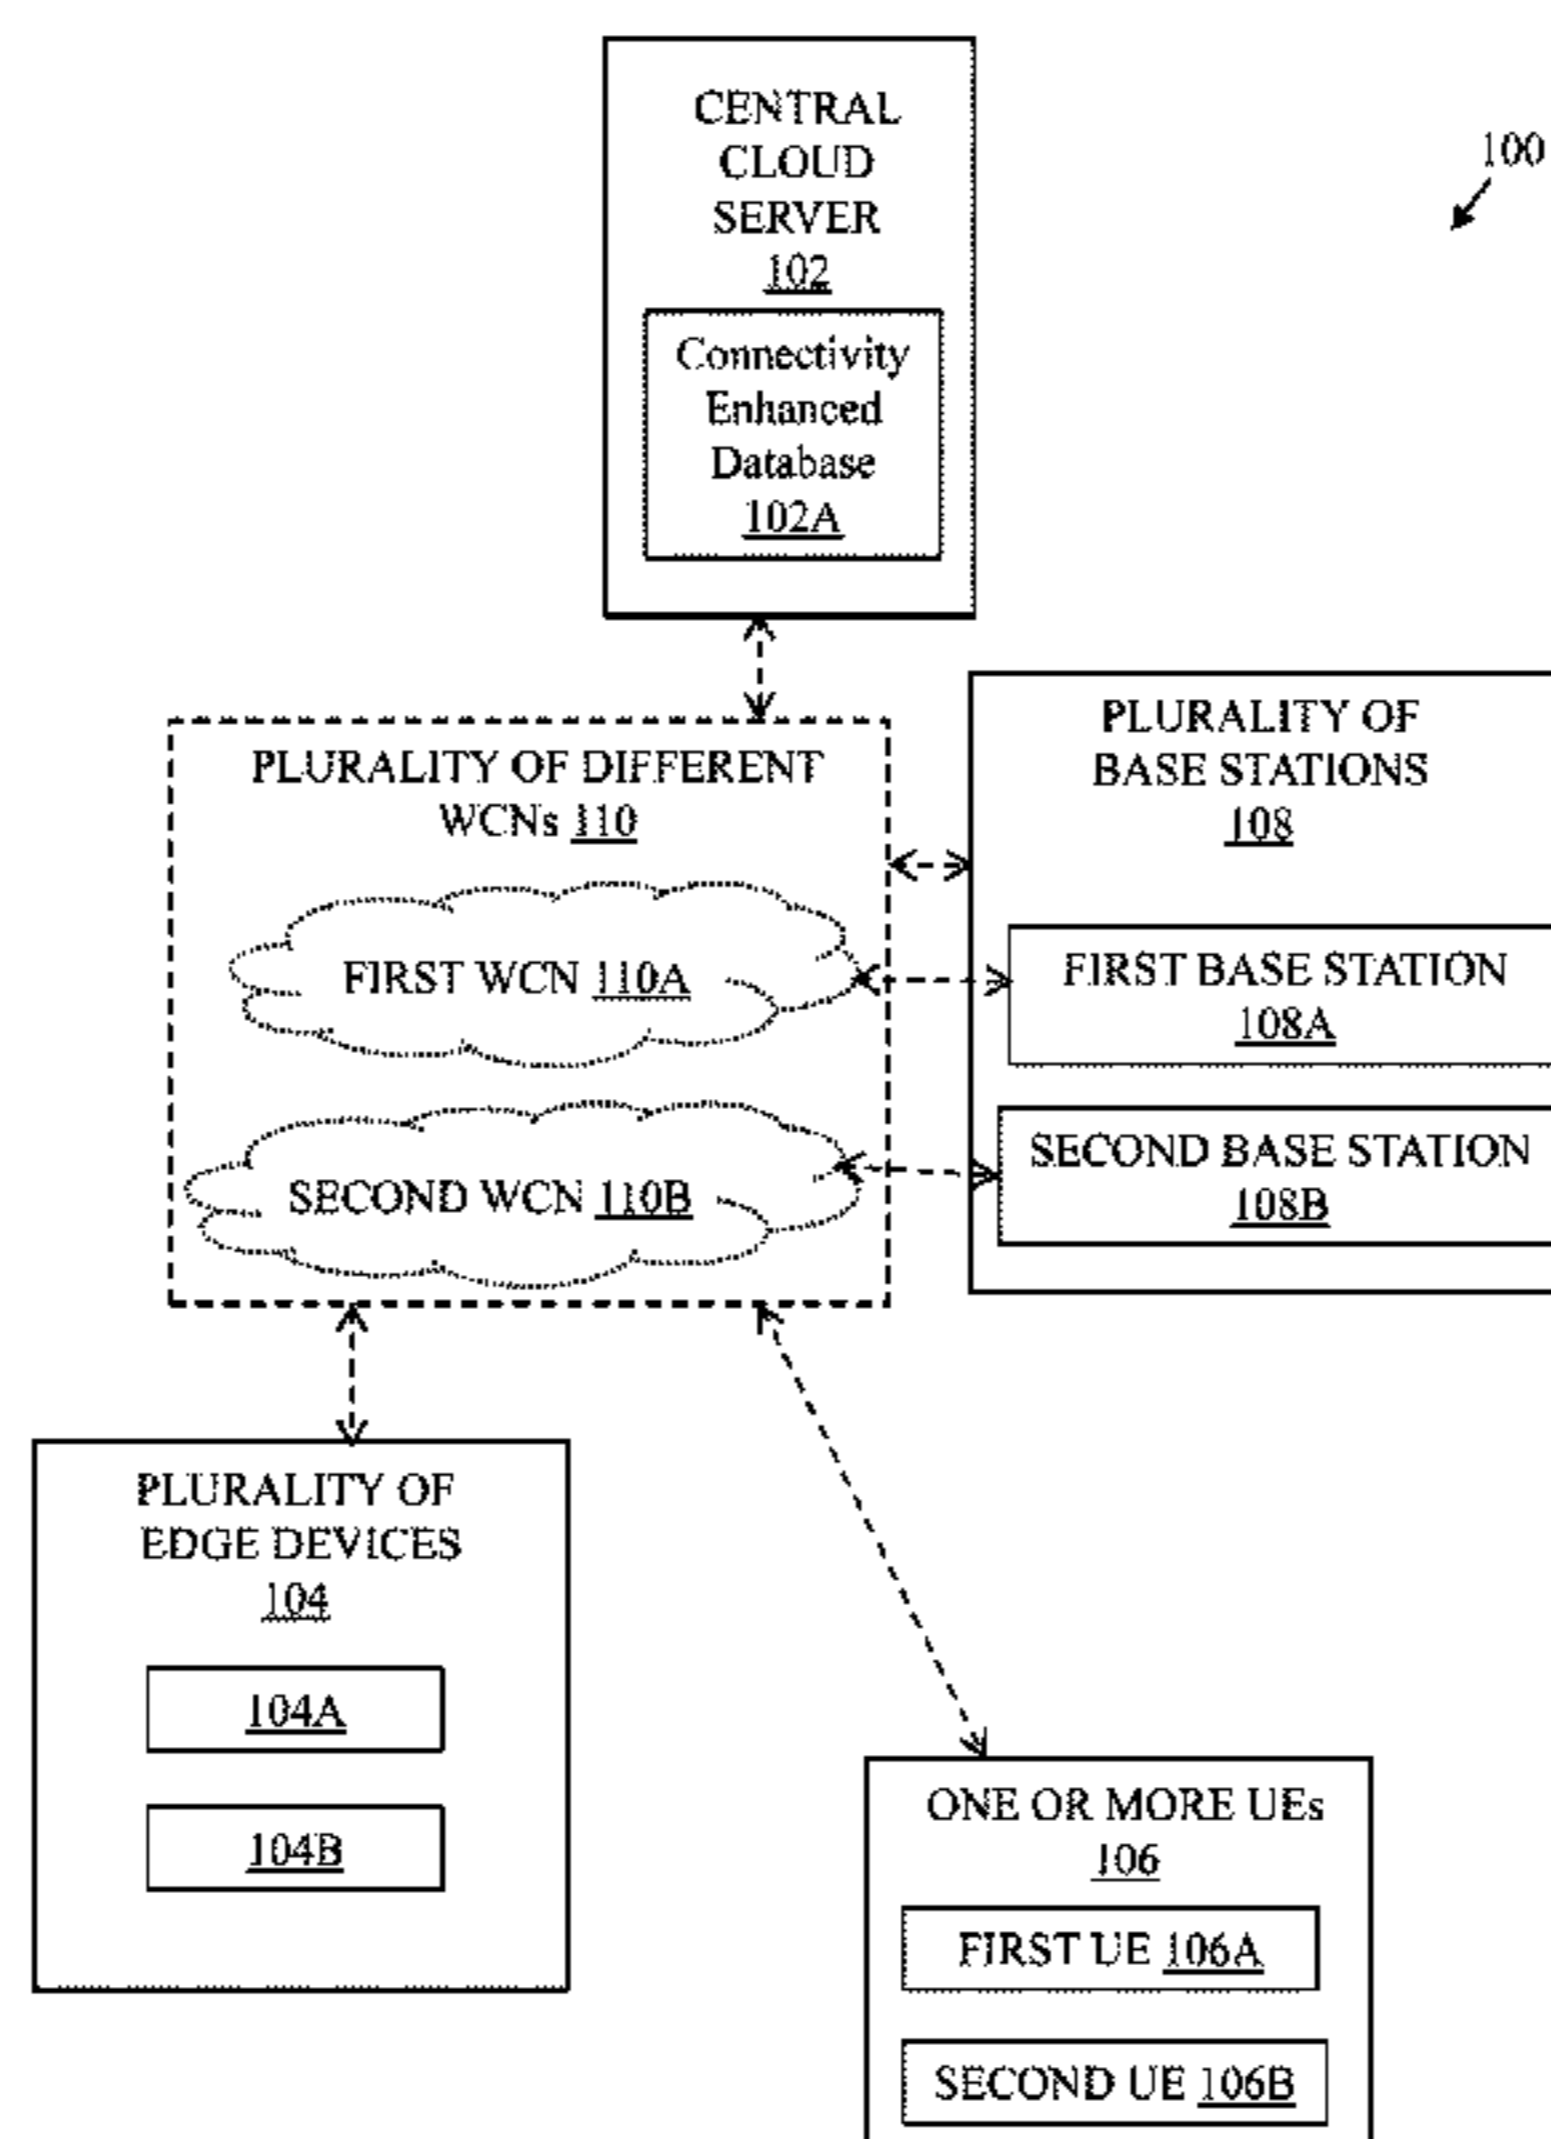 CENTRAL
CLOUD
SERVER
102
Connectivity
Enhanced
Database
102A
100
PLURALITY OF DIFFERENT
WCNs 110
FIRST WCN 110A
SECOND WCN 110B
PLURALITY OF
BASE STATIONS
108
FIRST BASE STATION
108A
SECOND BASE STATION
108B
PLURALITY OF
EDGE DEVICES
104
104A
104B
ONE OR MORE UEs
106
FIRST UE 106A
SECOND UE 106B